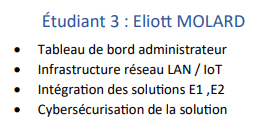 Étudiant 3 : Eliott MOLARD
• Tableau de bord administrateur
• Infrastructure réseau LAN / IoT
• Intégration des solutions E1 ,E2
• Cybersécurisation de la solution